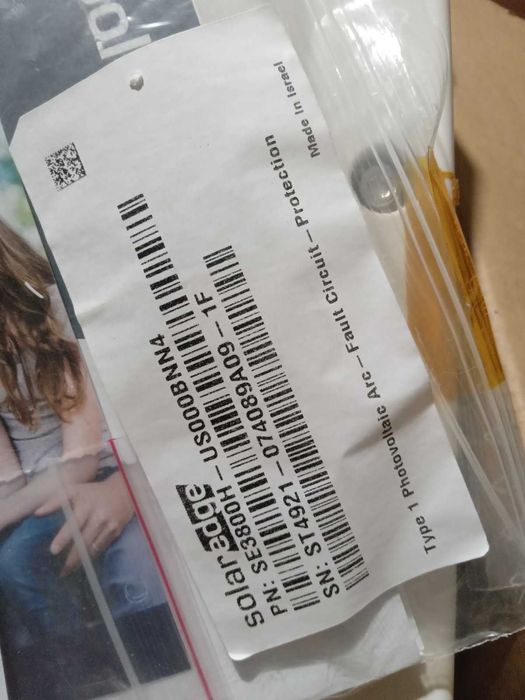 solaredge
PN: SE3800H – US000BNN4
SN: ST4921 – 074089A09 – 1F
Type 1 Photovoltaic Arc – Fault Circuit – Protection
Made In Israel